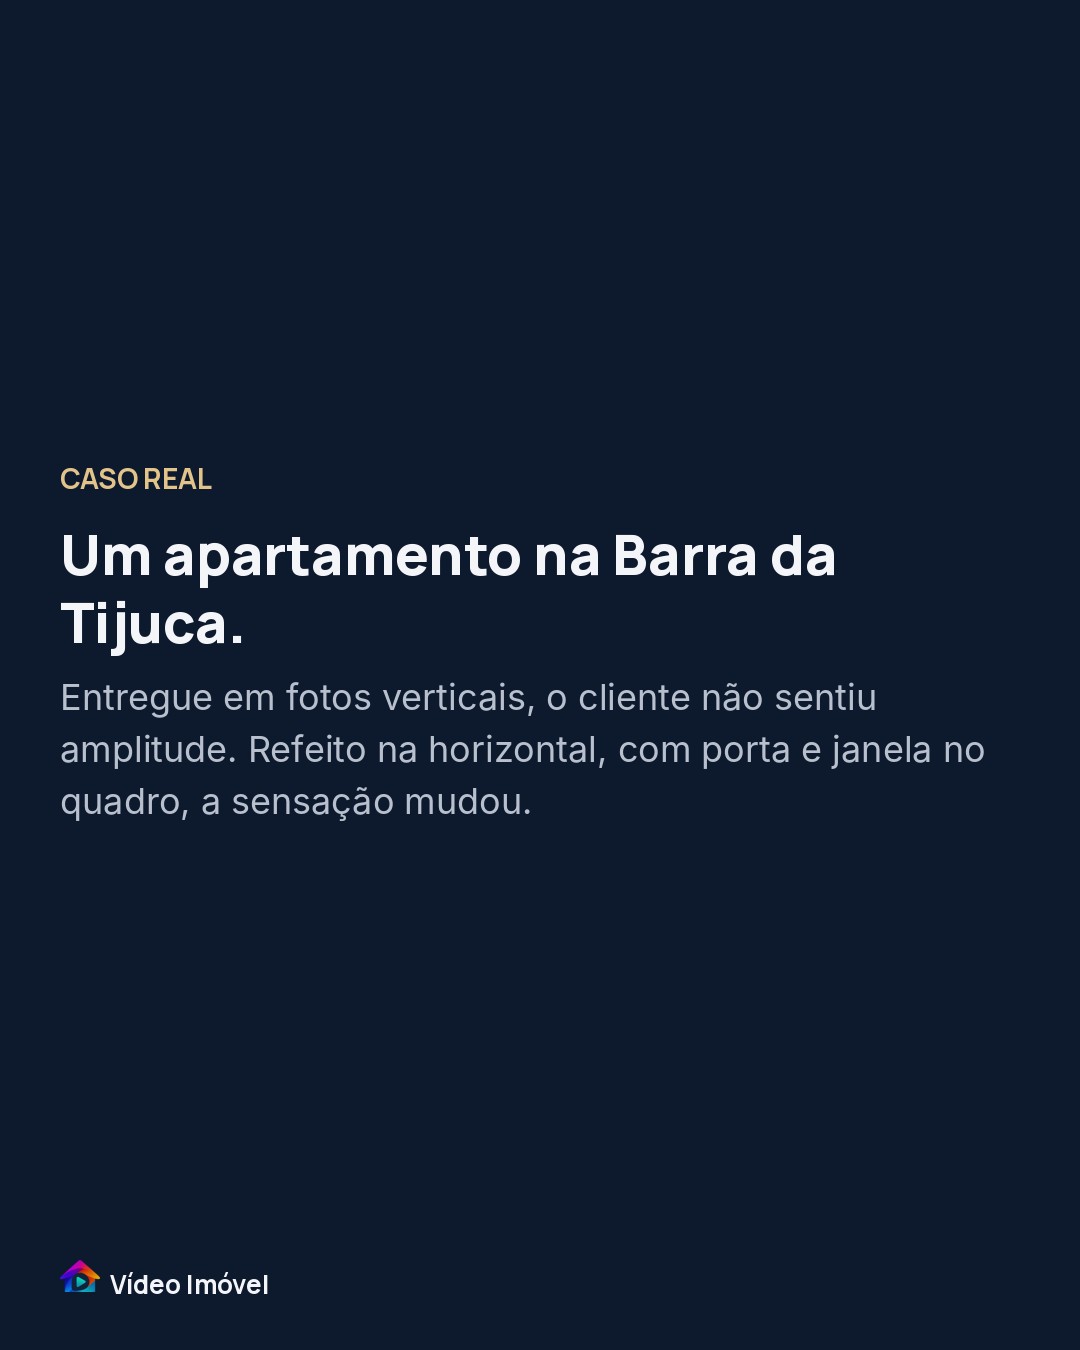 CASO REAL
Um apartamento na Barra da
Tijuca.
Entregue em fotos verticais, o cliente não sentiu
amplitude. Refeito na horizontal, com porta e janela no
quadro, a sensação mudou.
Vídeo Imóvel